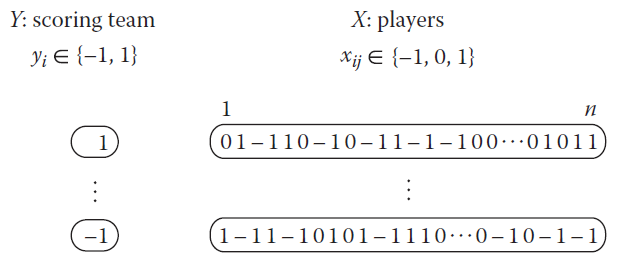 Y: scoring team X: players
yᵢ ∈ {−1, 1} xᵢⱼ ∈ {−1, 0, 1}
1 n
1 01−110−10−11−1−100⋯01011
⋮ ⋮
−1 1−11−10101−1110⋯0−10−1−1